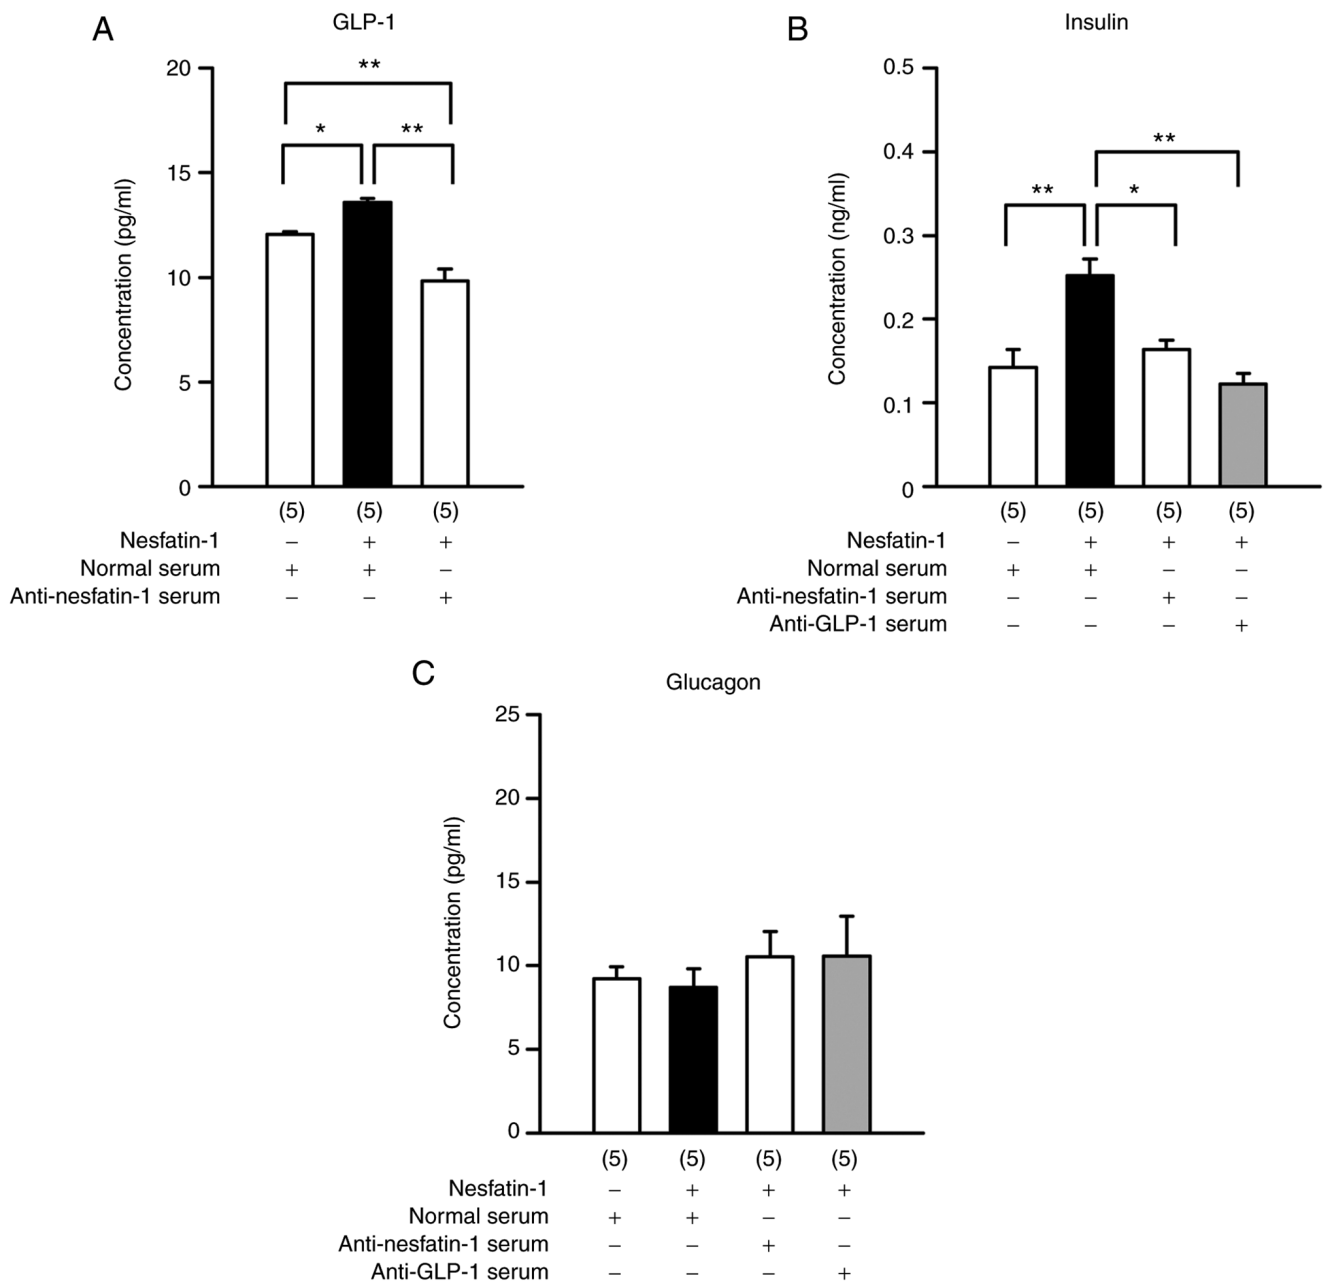 A
GLP-1
**
*
**
Concentration (pg/ml)
20
15
10
5
0
(5) (5) (5)
Nesfatin-1 – + +
Normal serum + + –
Anti-nesfatin-1 serum – – +
B
Insulin
**
**
*
Concentration (ng/ml)
0.5
0.4
0.3
0.2
0.1
0
(5) (5) (5) (5)
Nesfatin-1 – + + +
Normal serum + + – –
Anti-nesfatin-1 serum – – + –
Anti-GLP-1 serum – – – +
C
Glucagon
Concentration (pg/ml)
25
20
15
10
5
0
(5) (5) (5) (5)
Nesfatin-1 – + + +
Normal serum + + – –
Anti-nesfatin-1 serum – – + –
Anti-GLP-1 serum – – – +